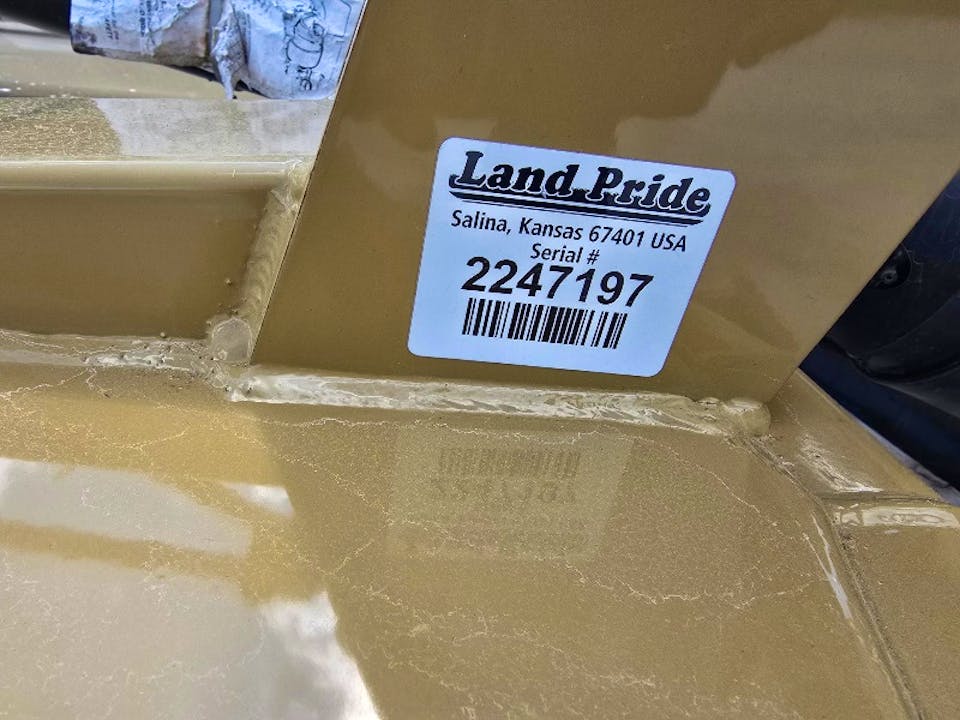 Land Pride
Salina, Kansas 67401 USA
Serial #
2247197